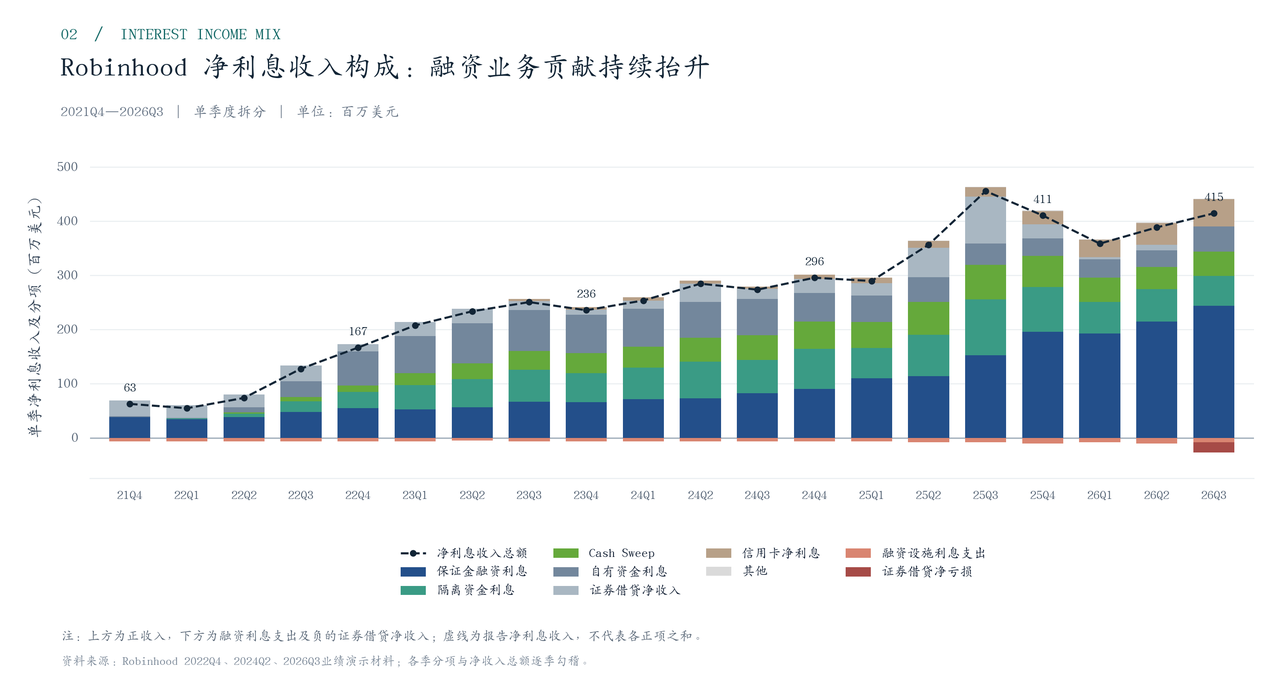 02 / INTEREST INCOME MIX
Robinhood 净利息收入构成：融资业务贡献持续抬升
2021Q4—2026Q3 | 单季度拆分 | 单位：百万美元
单季净利息收入及分项（百万美元）
500
400
300
200
100
0
63
167
236
296
411
415
21Q4 22Q1 22Q2 22Q3 22Q4 23Q1 23Q2 23Q3 23Q4 24Q1 24Q2 24Q3 24Q4 25Q1 25Q2 25Q3 25Q4 26Q1 26Q2 26Q3
净利息收入总额 Cash Sweep 信用卡净利息 融资设施利息支出
保证金融资利息 自有资金利息 其他 证券借贷净亏损
隔离资金利息 证券借贷净收入
注：上方为正收入，下方为融资利息支出及负的证券借贷净收入；虚线为报告净利息收入，不代表各正项之和。
资料来源：Robinhood 2022Q4、2024Q2、2026Q3业绩演示材料；各季分项与净收入总额逐季勾稽。